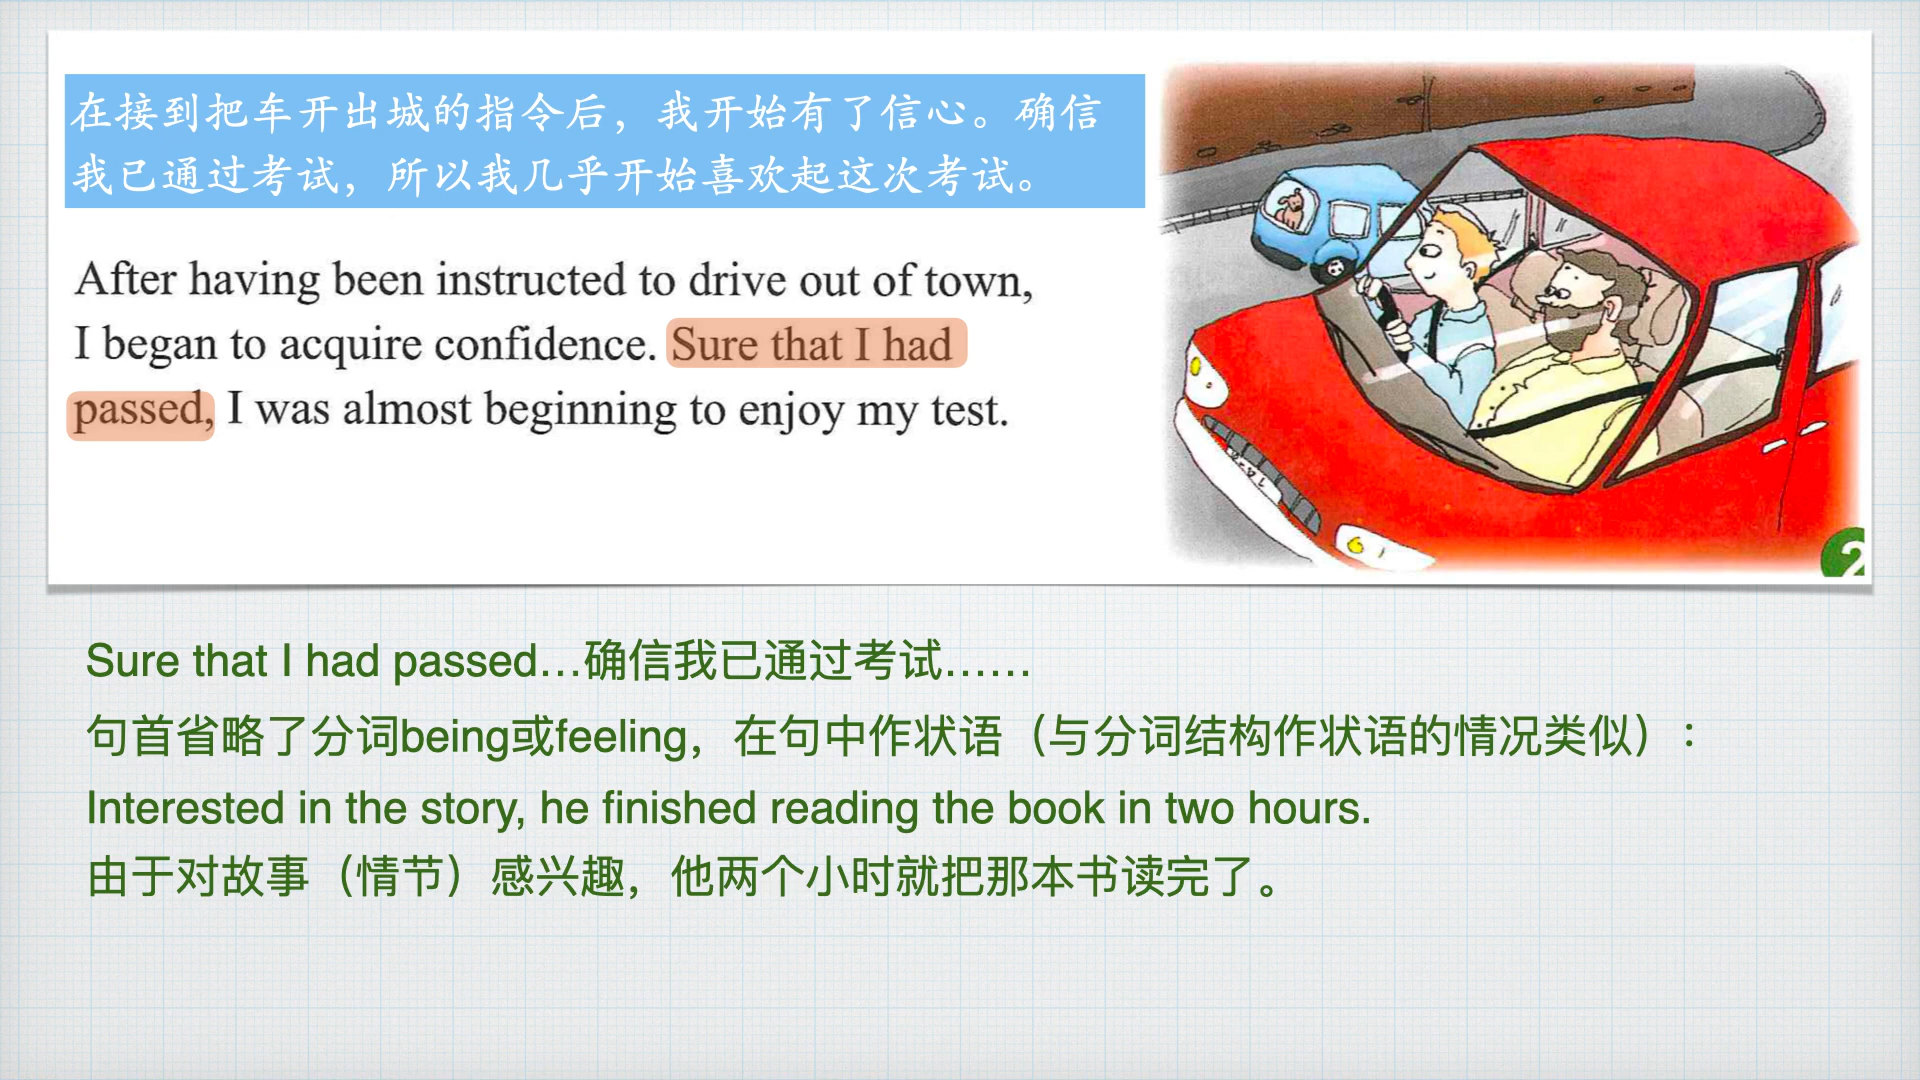 在接到把车开出城的指令后，我开始有了信心。确信
我已通过考试，所以我几乎开始喜欢起这次考试。
After having been instructed to drive out of town,
I began to acquire confidence. Sure that I had
passed, I was almost beginning to enjoy my test.
2
Sure that I had passed…确信我已通过考试……
句首省略了分词being或feeling，在句中作状语（与分词结构作状语的情况类似）：
Interested in the story, he finished reading the book in two hours.
由于对故事（情节）感兴趣，他两个小时就把那本书读完了。